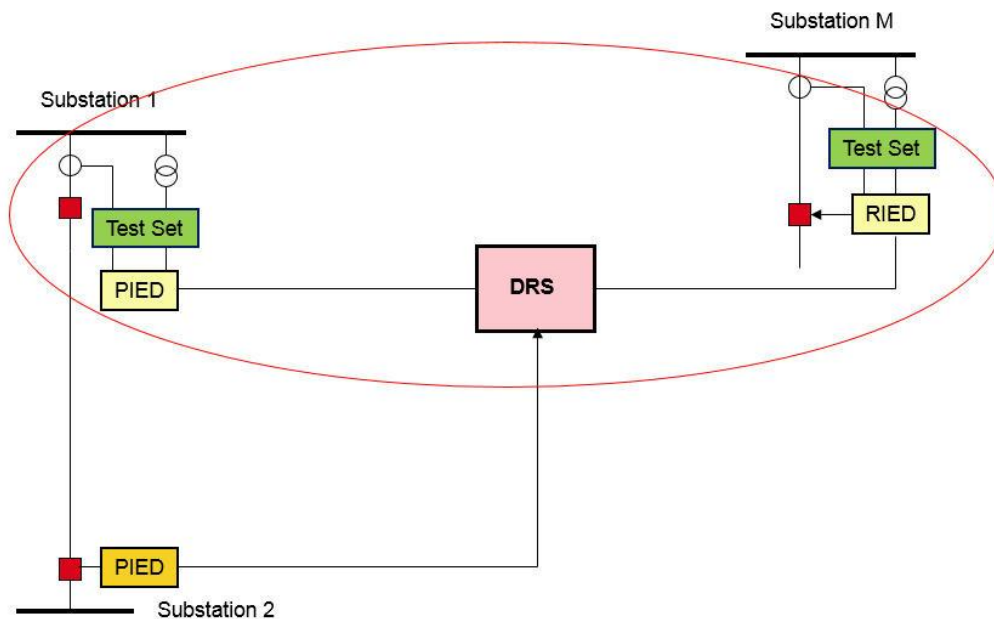 Substation M
Substation 1
Test Set
Test Set
RIED
PIED
DRS
PIED
Substation 2